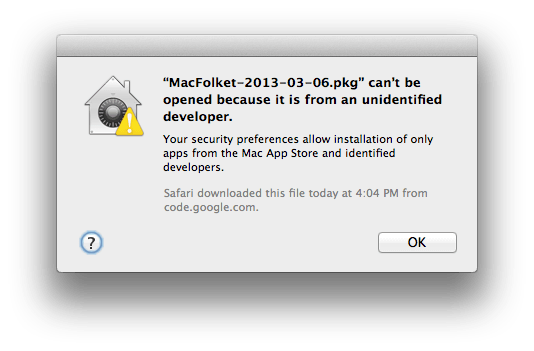 “MacFolket-2013-03-06.pkg” can’t be
opened because it is from an unidentified
developer.
Your security preferences allow installation of only
apps from the Mac App Store and identified
developers.
Safari downloaded this file today at 4:04 PM from
code.google.com.
?
OK